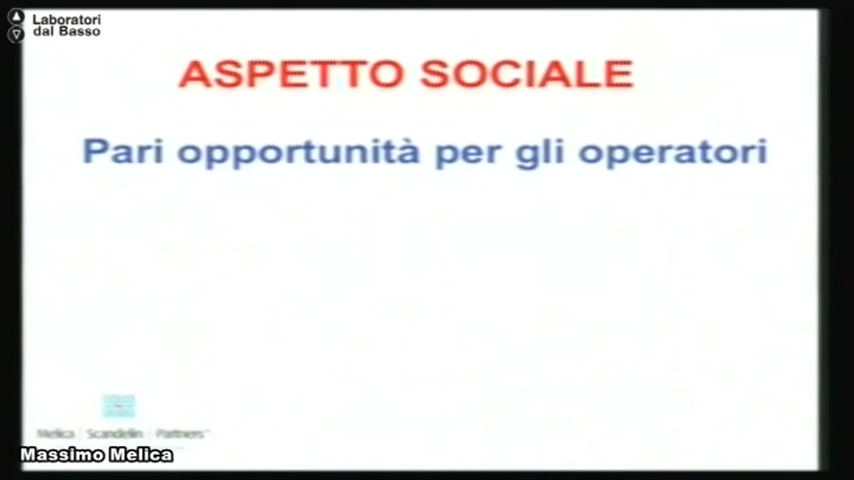 Laboratori
dal Basso
ASPETTO SOCIALE
Pari opportunità per gli operatori
Melica | Scandelin | Partners
Massimo Melica